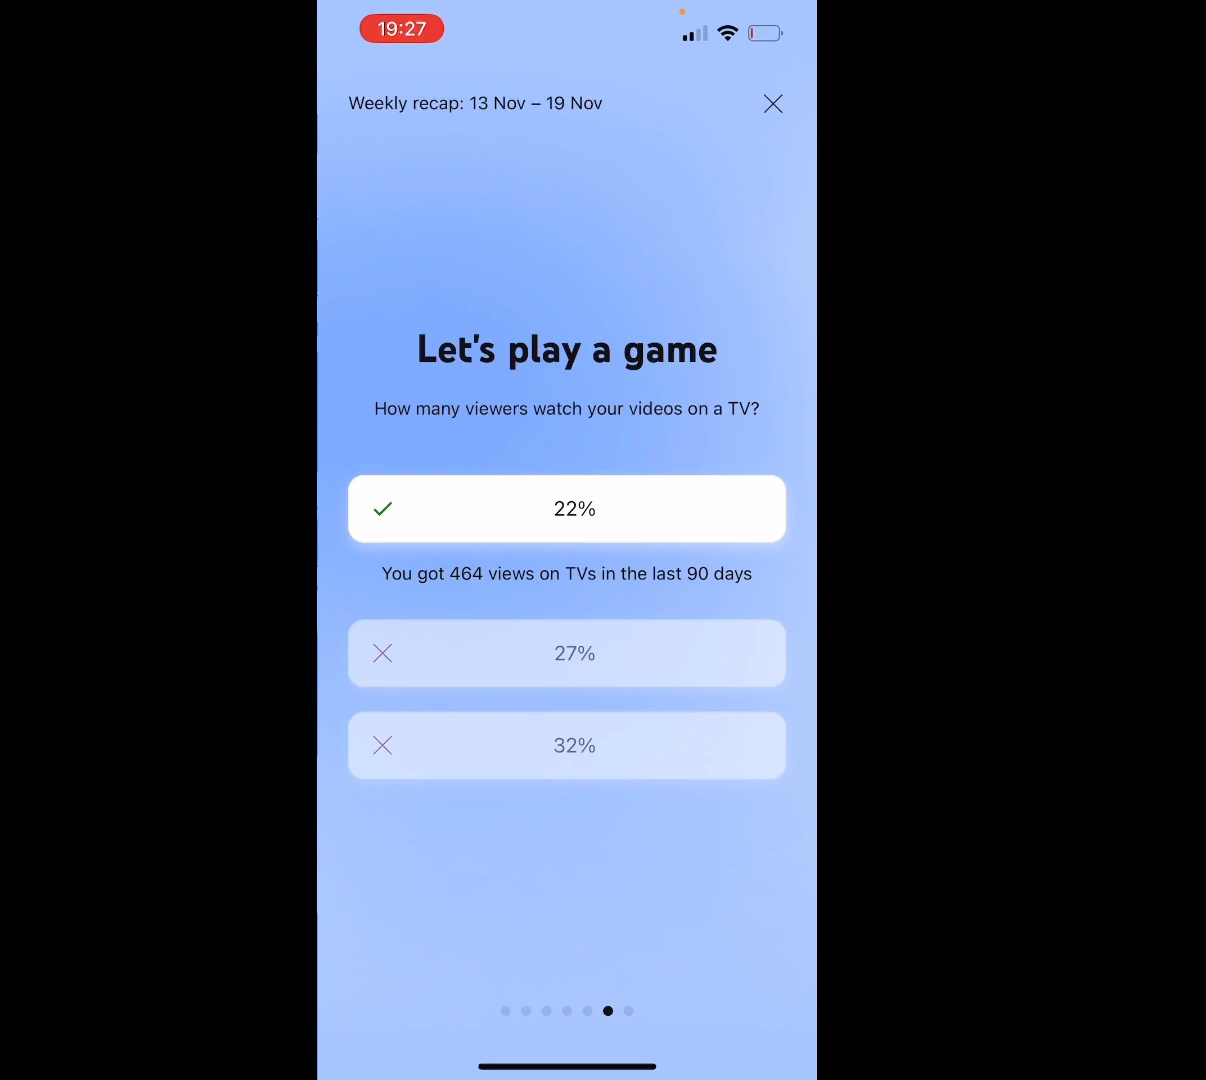 19:27
Weekly recap: 13 Nov – 19 Nov
Let's play a game
How many viewers watch your videos on a TV?
22%
You got 464 views on TVs in the last 90 days
27%
32%